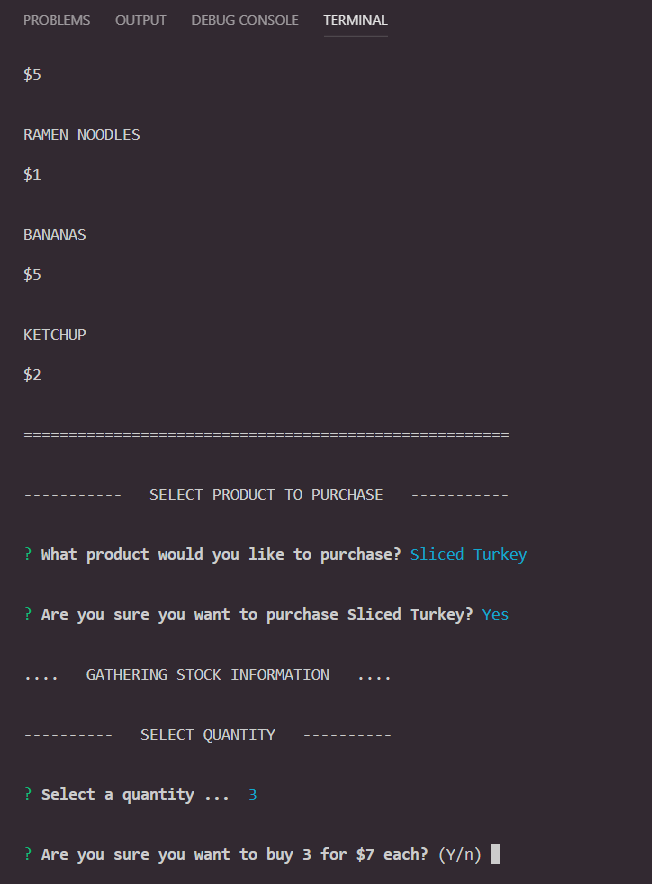 PROBLEMS OUTPUT DEBUG CONSOLE TERMINAL
$5
RAMEN NOODLES
$1
BANANAS
$5
KETCHUP
$2
======================================================
----------- SELECT PRODUCT TO PURCHASE -----------
? What product would you like to purchase? Sliced Turkey
? Are you sure you want to purchase Sliced Turkey? Yes
.... GATHERING STOCK INFORMATION ....
---------- SELECT QUANTITY ----------
? Select a quantity ... 3
? Are you sure you want to buy 3 for $7 each? (Y/n)